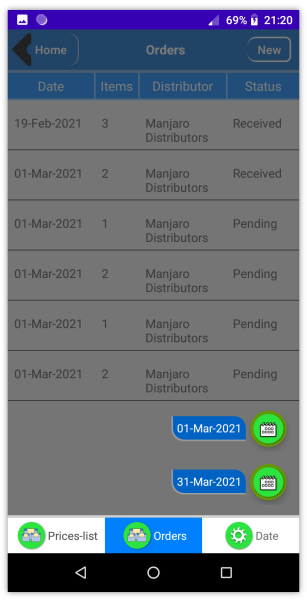 69% 21:20
Home Orders New
Date Items Distributor Status
19-Feb-2021 3 Manjaro Distributors Received
01-Mar-2021 2 Manjaro Distributors Received
01-Mar-2021 1 Manjaro Distributors Pending
01-Mar-2021 2 Manjaro Distributors Pending
01-Mar-2021 1 Manjaro Distributors Pending
01-Mar-2021 2 Manjaro Distributors Pending
01-Mar-2021
31-Mar-2021
Prices-list Orders Date